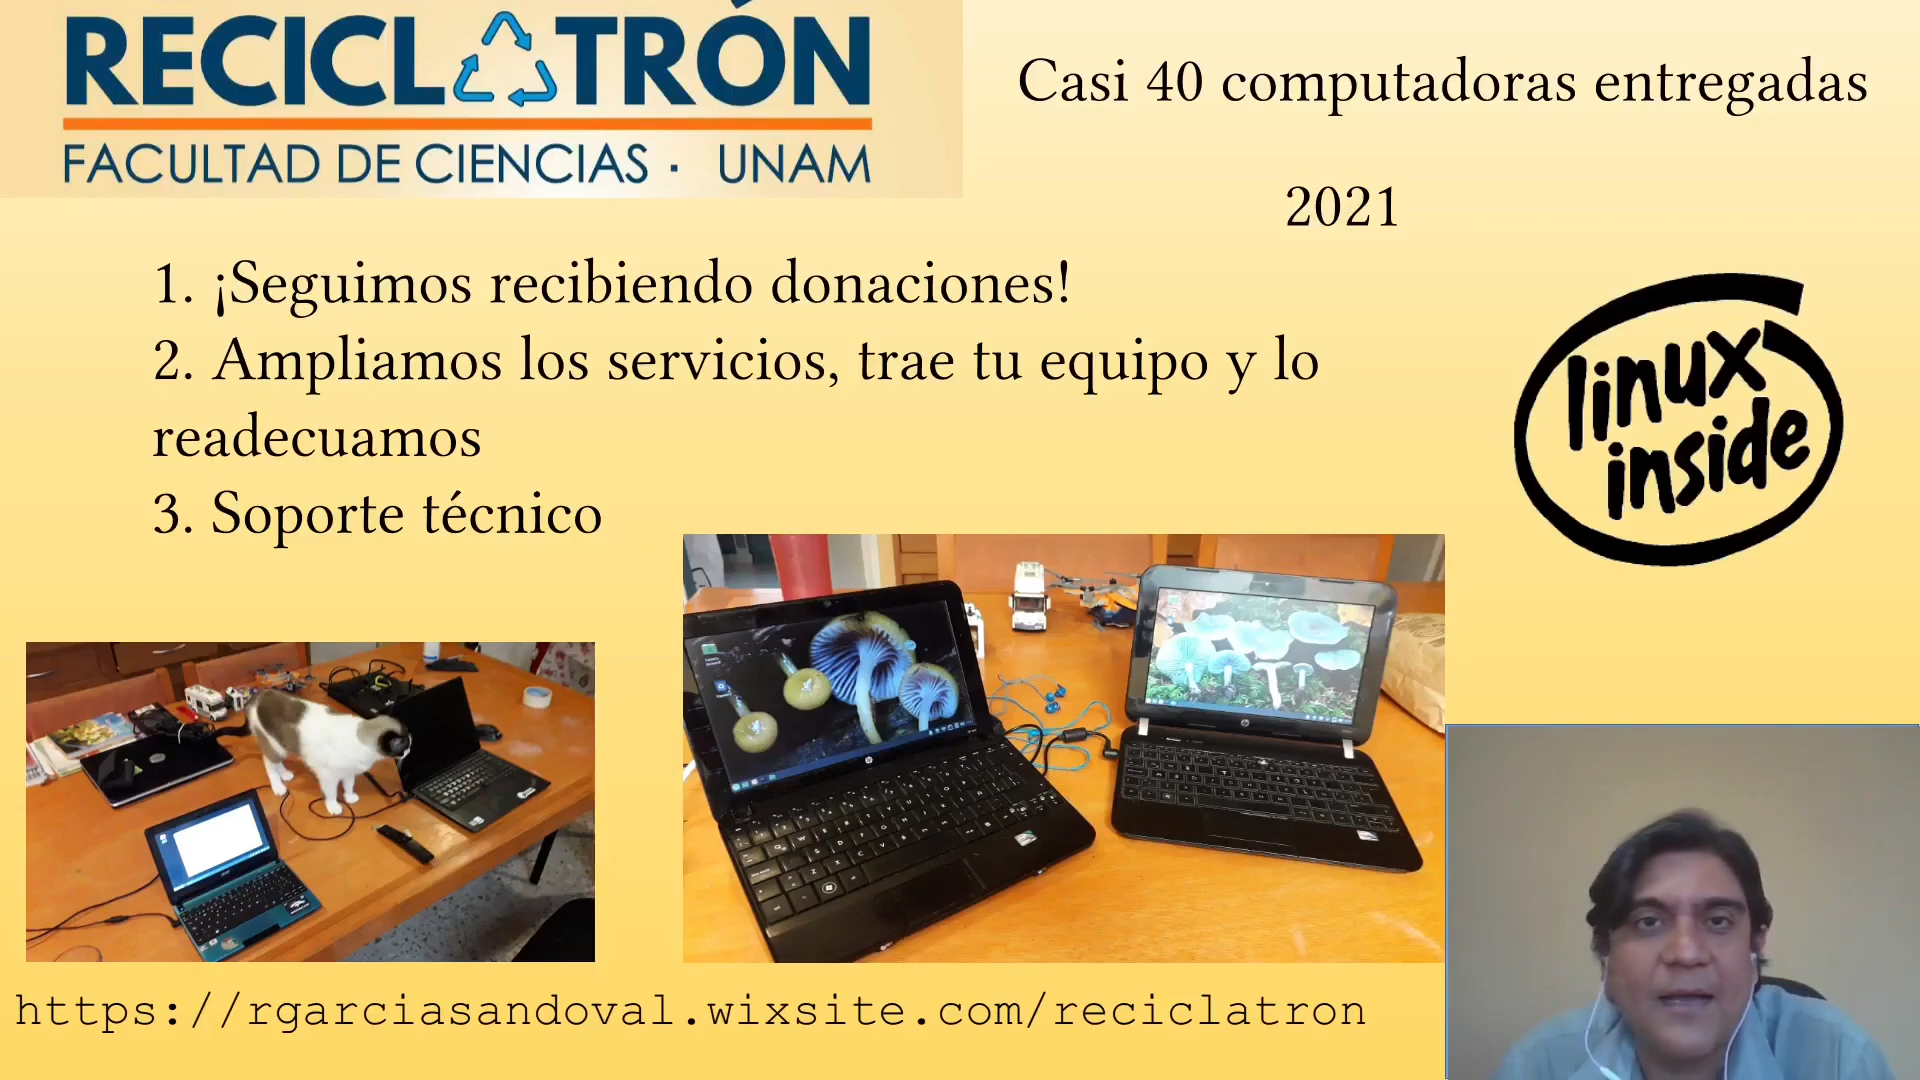 RECICLATRÓN
FACULTAD DE CIENCIAS · UNAM
Casi 40 computadoras entregadas
2021
1. ¡Seguimos recibiendo donaciones!
2. Ampliamos los servicios, trae tu equipo y lo
readecuamos
3. Soporte técnico
linux
inside
https://rgarciasandoval.wixsite.com/reciclatron